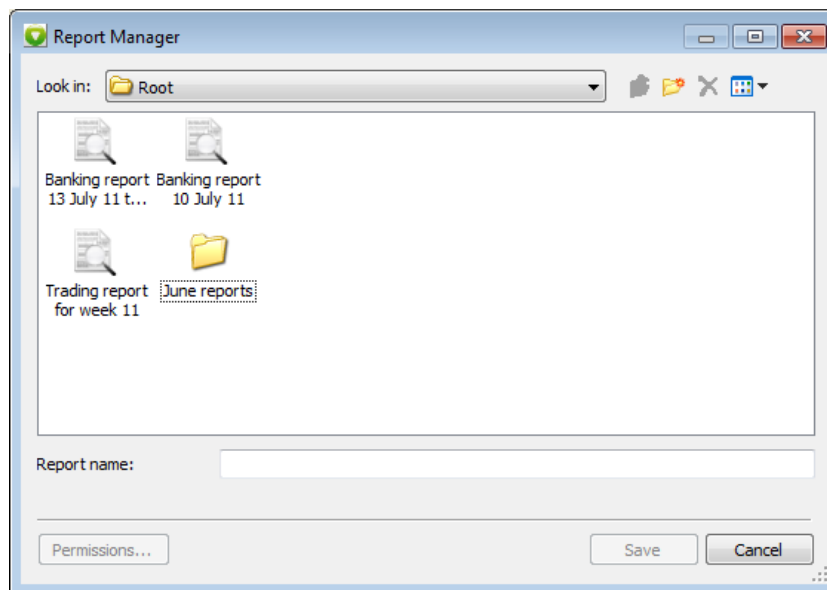 Report Manager
Look in: Root
Banking report 13 July 11 t...
Banking report 10 July 11
Trading report for week 11
June reports
Report name:
Permissions...
Save
Cancel